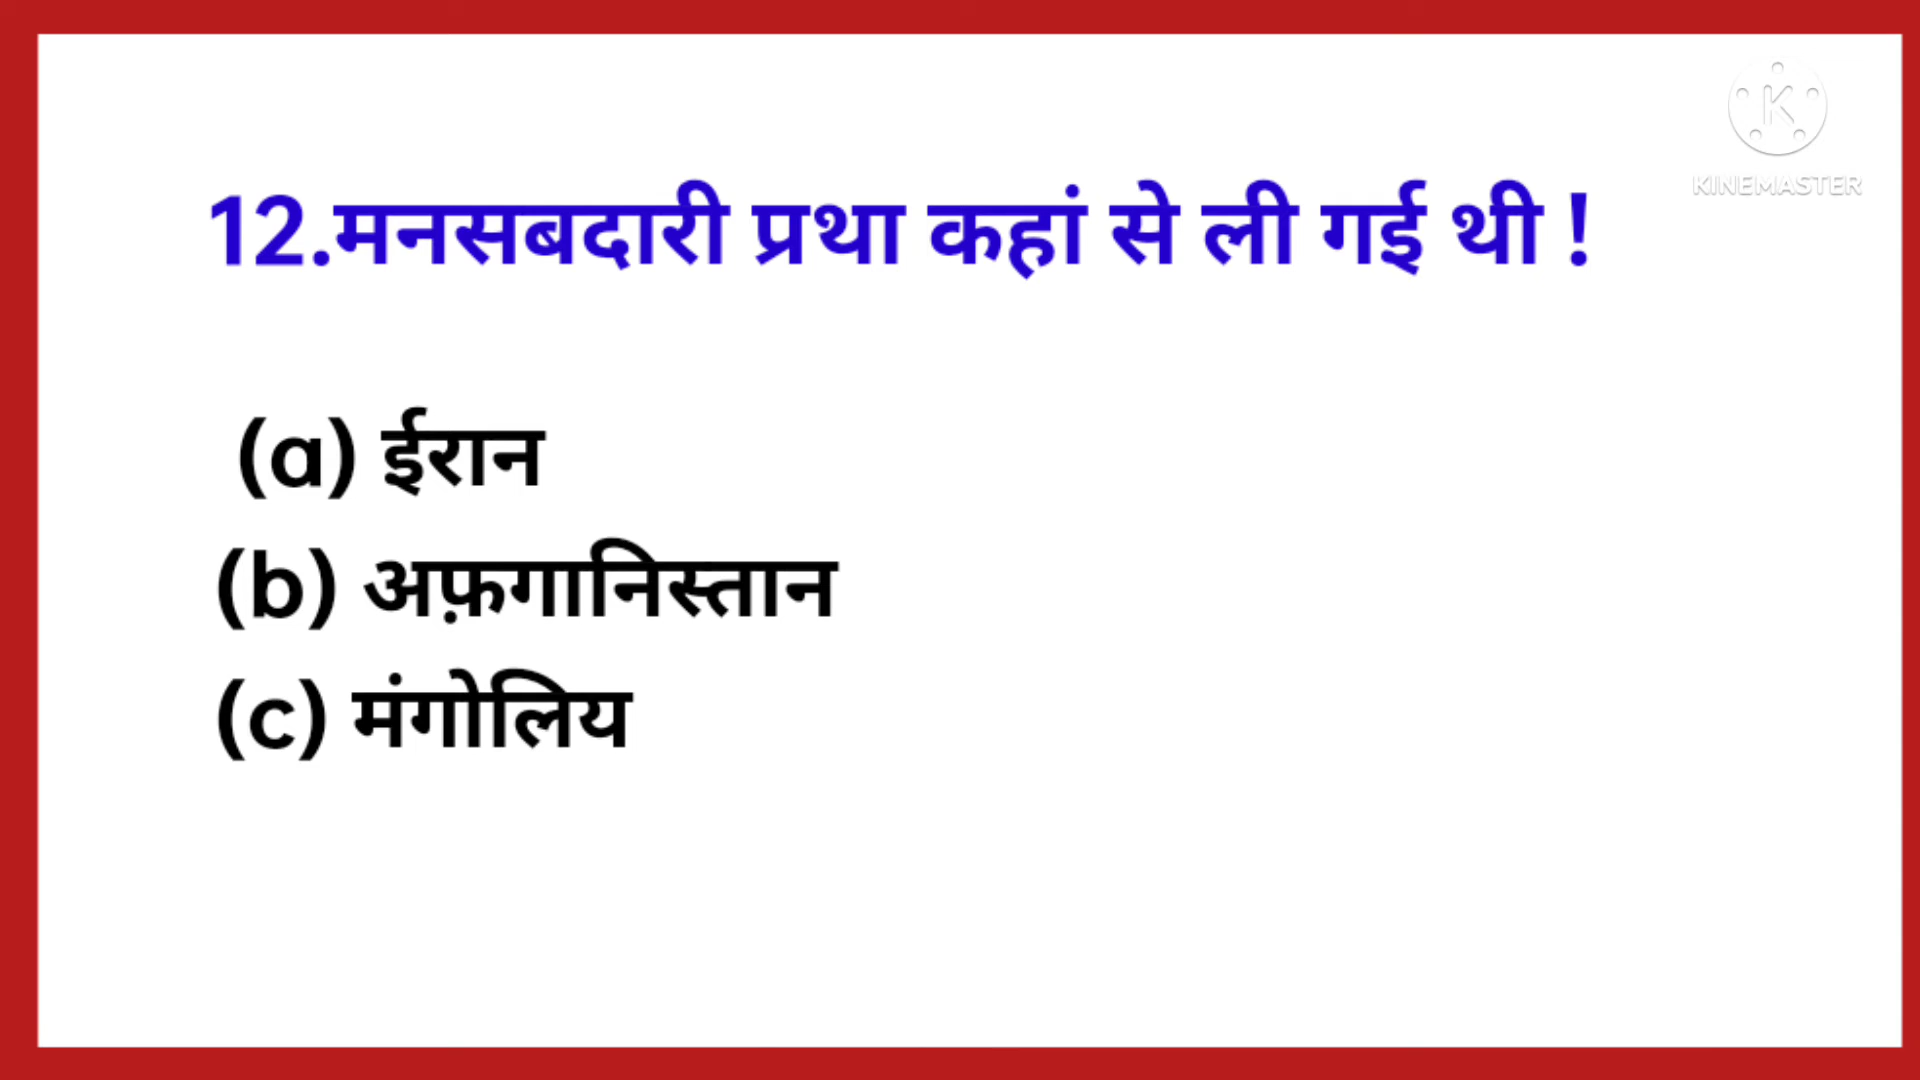 K
KINEMASTER
12.मनसबदारी प्रथा कहां से ली गई थी !
(a) ईरान
(b) अफ़गानिस्तान
(c) मंगोलिय